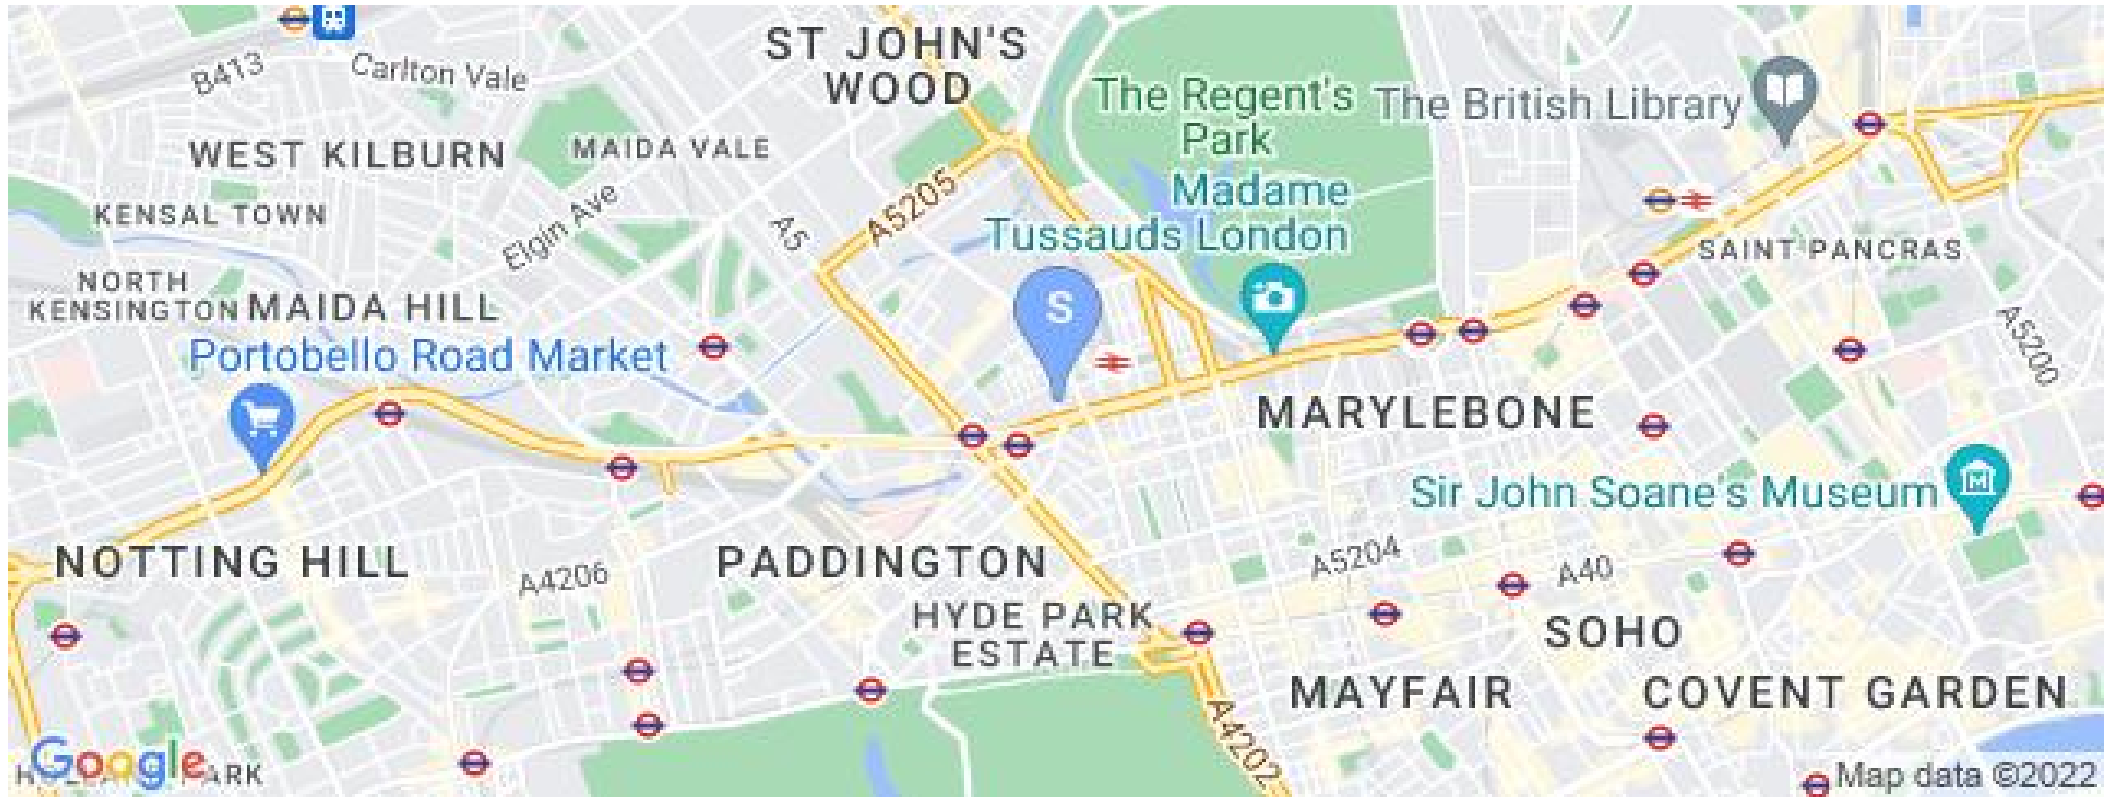 ST JOHN'S
WOOD
B413
Carlton Vale
The Regent's
Park
The British Library
WEST KILBURN
MAIDA VALE
Madame
Tussauds London
KENSAL TOWN
Elgin Ave
A5
A5205
SAINT PANCRAS
NORTH
KENSINGTON
MAIDA HILL
S
A5200
Portobello Road Market
MARYLEBONE
Sir John Soane's Museum
NOTTING HILL
A4206
PADDINGTON
A5204
A40
HYDE PARK
ESTATE
SOHO
MAYFAIR
COVENT GARDEN
A4202
Google
Map data ©2022